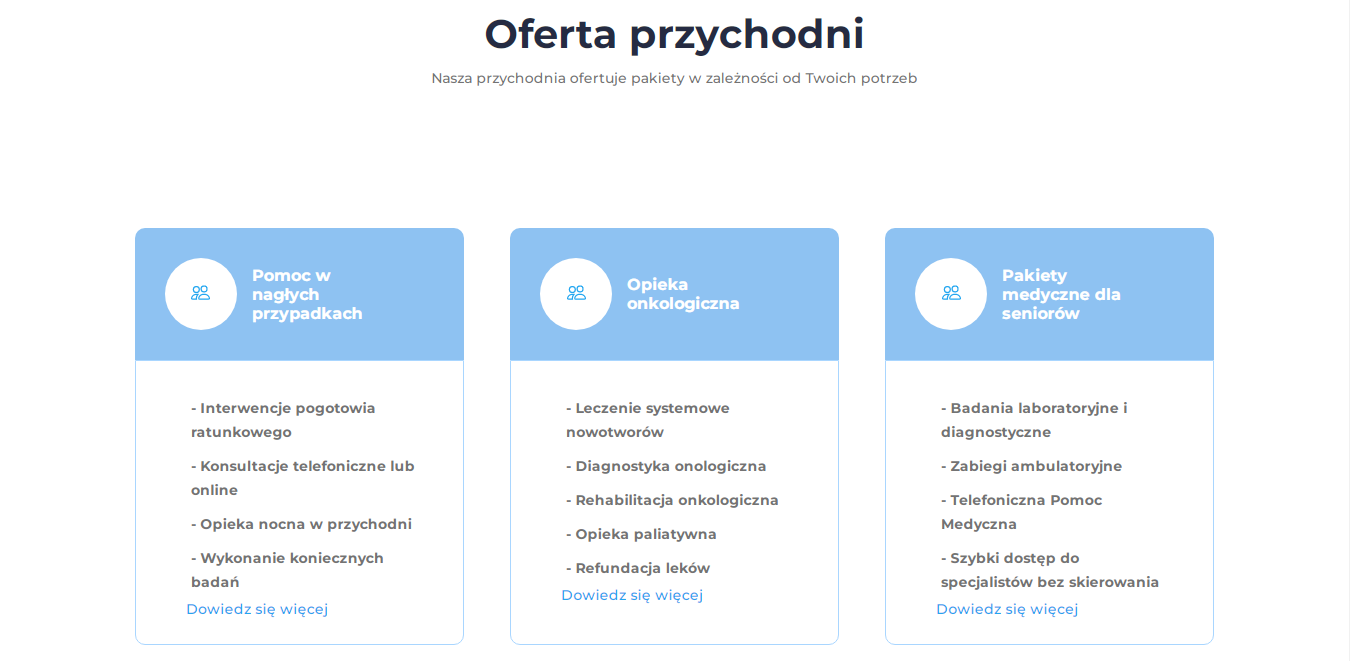 Oferta przychodni
Nasza przychodnia ofertuje pakiety w zależności od Twoich potrzeb
Pomoc w
nagłych
przypadkach
- Interwencje pogotowia
ratunkowego
- Konsultacje telefoniczne lub
online
- Opieka nocna w przychodni
- Wykonanie koniecznych
badań
Dowiedz się więcej
Opieka
onkologiczna
- Leczenie systemowe
nowotworów
- Diagnostyka onologiczna
- Rehabilitacja onkologiczna
- Opieka paliatywna
- Refundacja leków
Dowiedz się więcej
Pakiety
medyczne dla
seniorów
- Badania laboratoryjne i
diagnostyczne
- Zabiegi ambulatoryjne
- Telefoniczna Pomoc
Medyczna
- Szybki dostęp do
specjalistów bez skierowania
Dowiedz się więcej